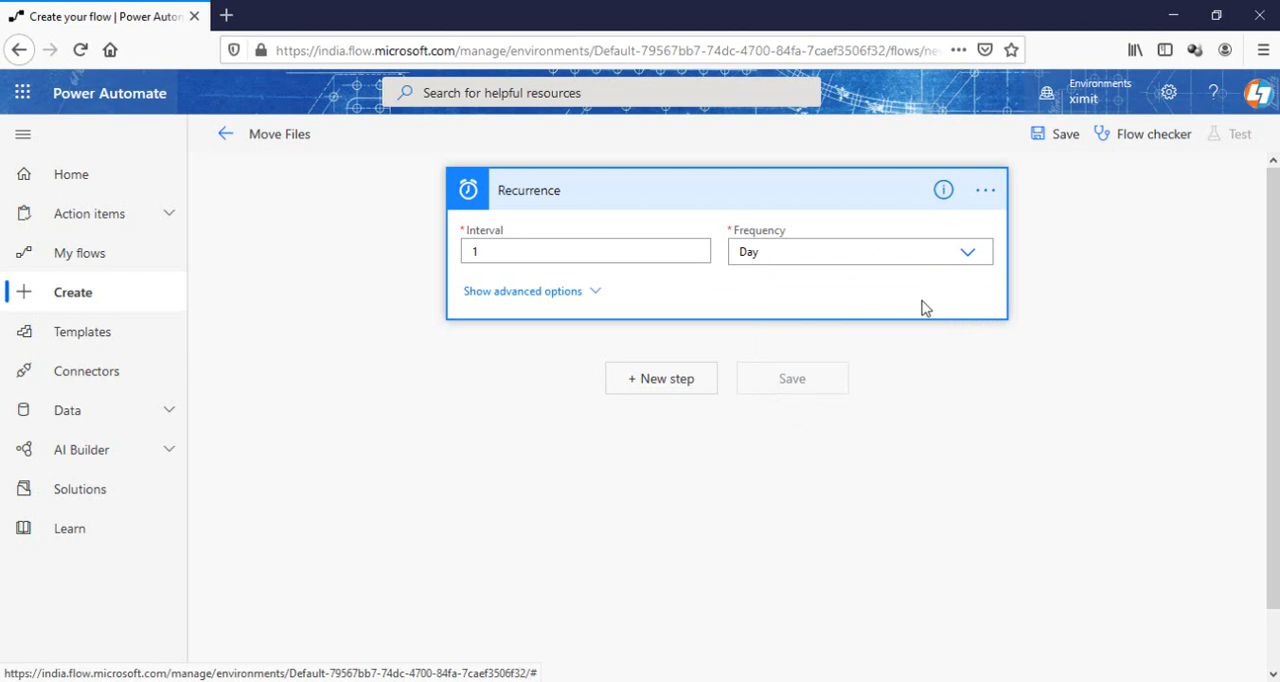 Create your flow | Power Auton
https://india.flow.microsoft.com/manage/environments/Default-79567bb7-74dc-4700-84fa-7caef3506f32/flows/ne
Power Automate
Search for helpful resources
Environments
ximit
Move Files
Save
Flow checker
Test
Home
Action items
My flows
Create
Templates
Connectors
Data
AI Builder
Solutions
Learn
Recurrence
* Interval
* Frequency
1
Day
Show advanced options
+ New step
Save
https://india.flow.microsoft.com/manage/environments/Default-79567bb7-74dc-4700-84fa-7caef3506f32/#